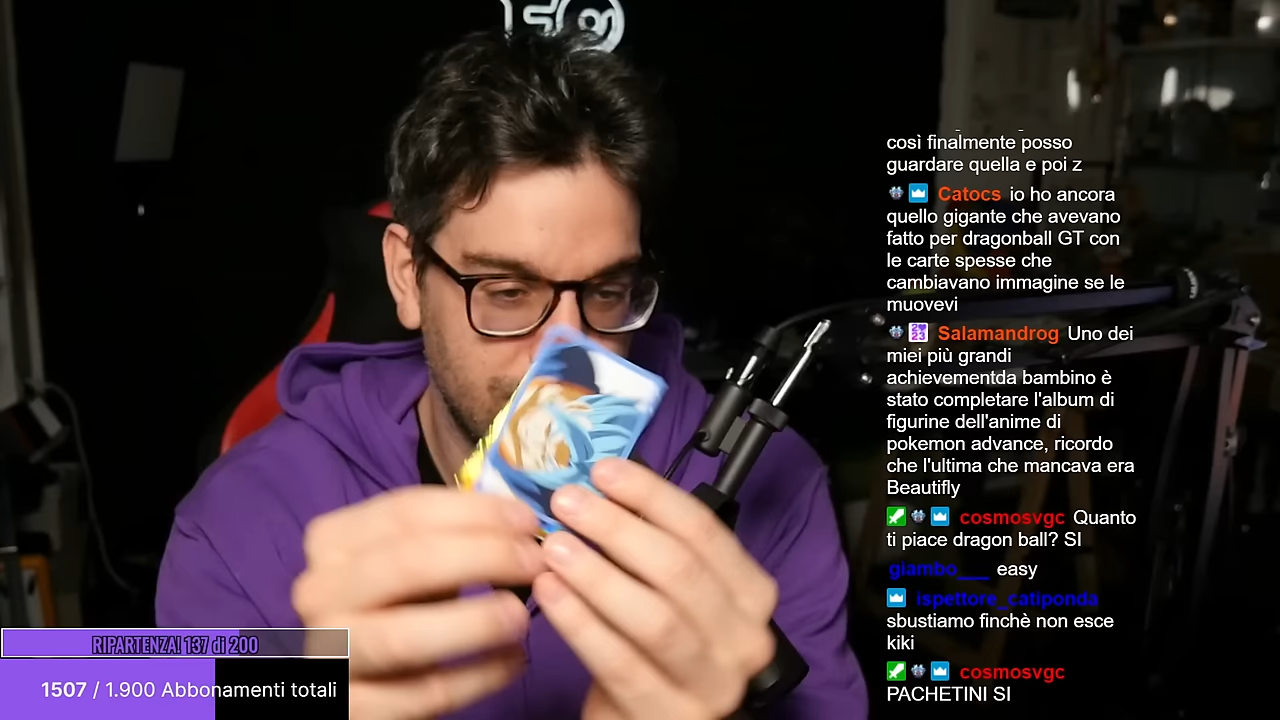 così finalmente posso
guardare quella e poi z
Catocs io ho ancora
quello gigante che avevano
fatto per dragonball GT con
le carte spesse che
cambiavano immagine se le
muovevi
Salamandrog Uno dei
miei più grandi
achievementda bambino è
stato completare l'album di
figurine dell'anime di
pokemon advance, ricordo
che l'ultima che mancava era
Beautifly
cosmosvgc Quanto
ti piace dragon ball? SI
giambo___ easy
ispettore_catiponda
sbustiamo finchè non esce
kiki
cosmosvgc
PACHETINI SI
RIPARTENZA! 137 di 200
1507 / 1.900 Abbonamenti totali